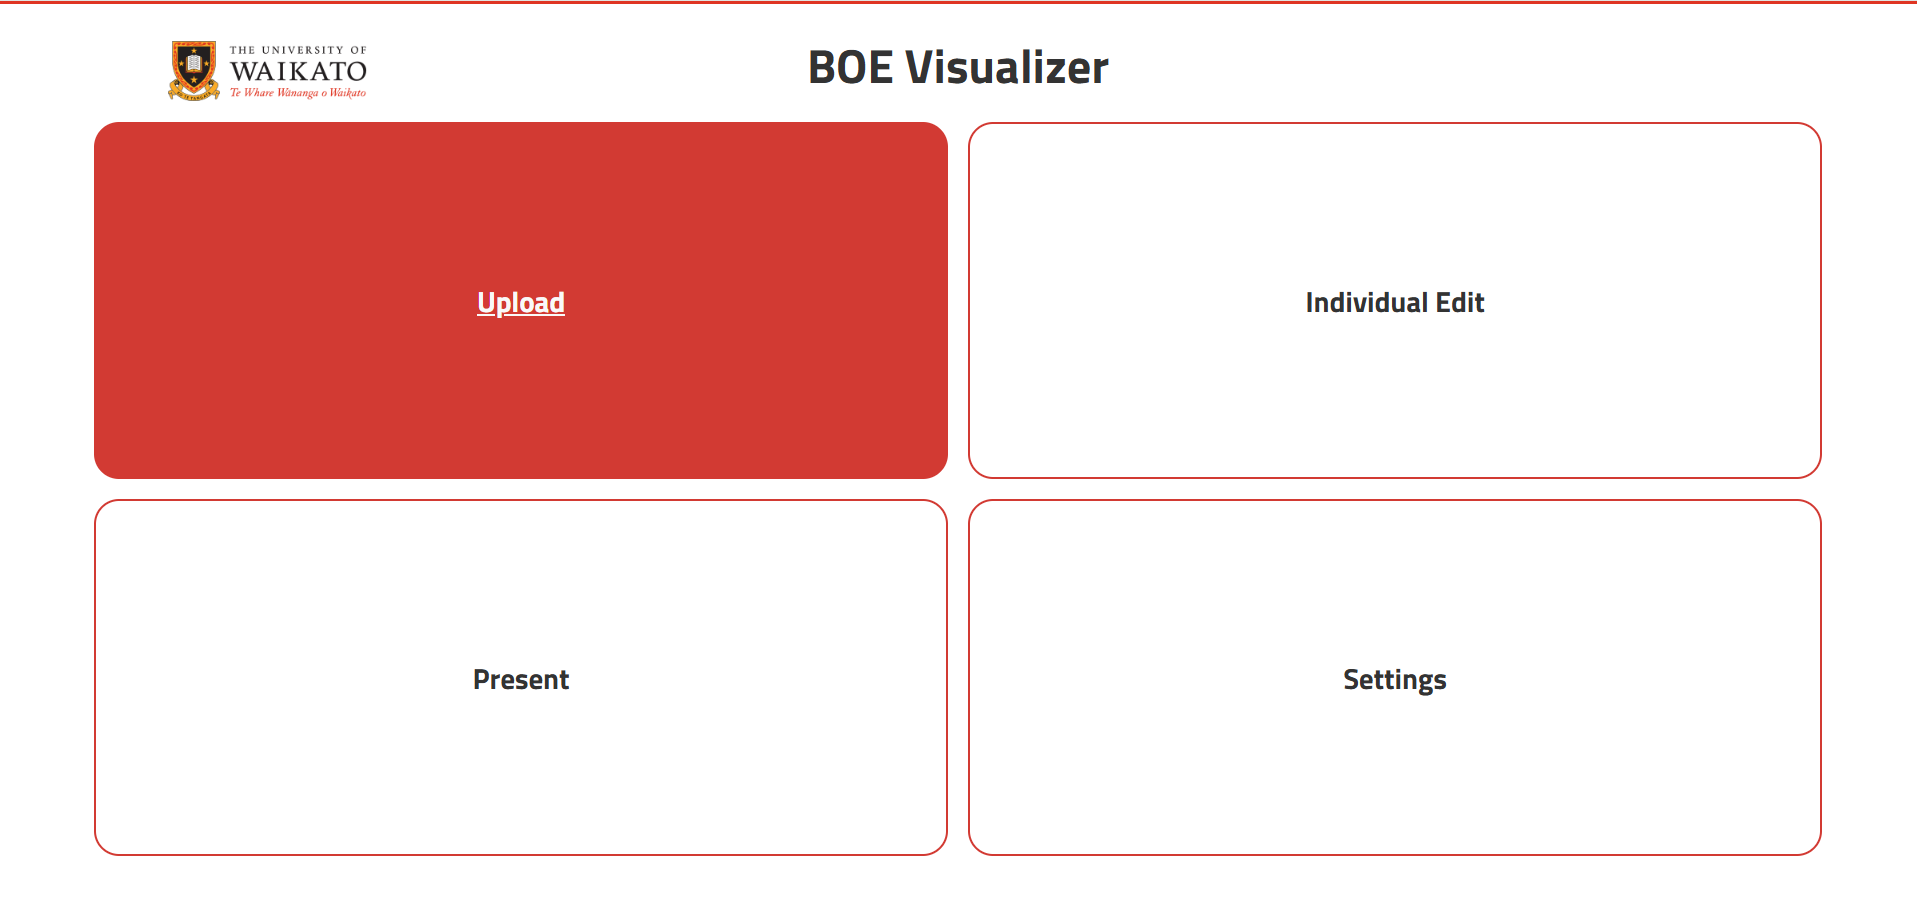 THE UNIVERSITY OF
WAIKATO
Te Whare Wānanga o Waikato
BOE Visualizer
Upload
Individual Edit
Present
Settings